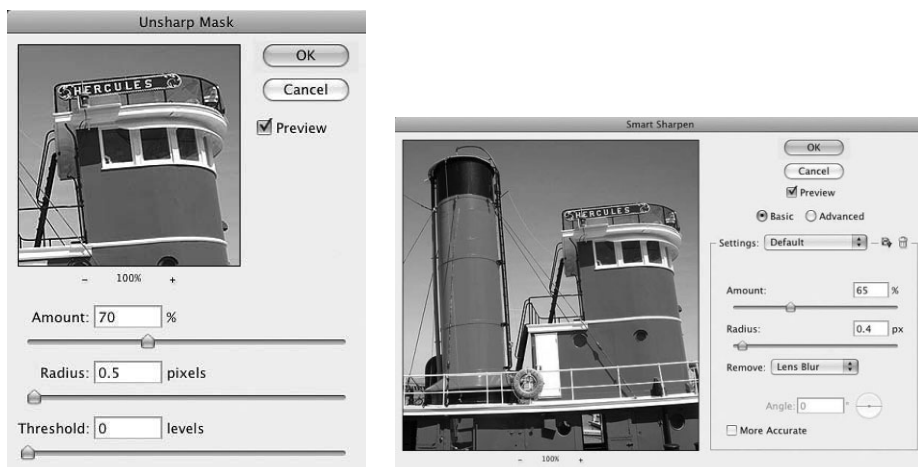 Unsharp Mask
HERCULES
OK
Cancel
Preview
- 100% +
Amount: 70 %
Radius: 0.5 pixels
Threshold: 0 levels
Smart Sharpen
HERCULES
OK
Cancel
Preview
Basic Advanced
Settings: Default
Amount: 65 %
Radius: 0.4 px
Remove: Lens Blur
Angle: 0 °
More Accurate
- 100% +